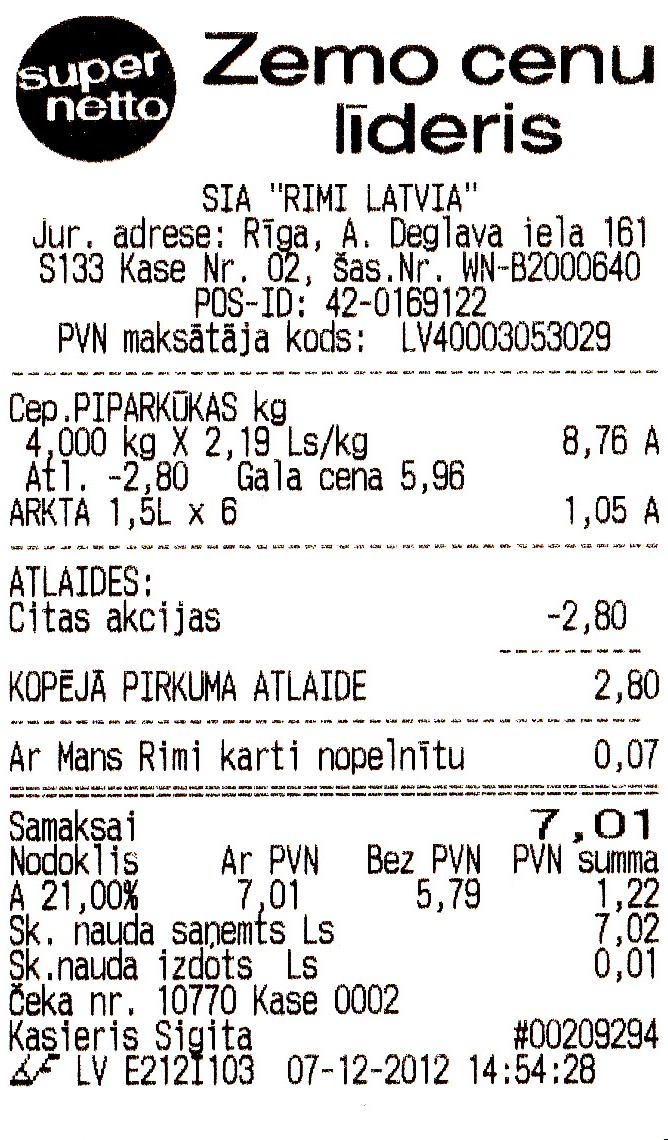 super
netto
Zemo cenu
līderis
SIA "RIMI LATVIA"
Jur. adrese: Rīga, A. Deglava iela 161
S133 Kase Nr. 02, šas.Nr. WN-B2000640
POS-ID: 42-0169122
PVN maksātāja kods: LV40003053029
Cep.PIPARKŪKAS kg
4,000 kg X 2,19 Ls/kg 8,76 A
Atl. -2,80 Gala cena 5,96
ARKTA 1,5L x 6 1,05 A
ATLAIDES:
Citas akcijas -2,80
KOPĒJĀ PIRKUMA ATLAIDE 2,80
Ar Mans Rimi karti nopelnītu 0,07
Samaksai 7,01
Nodoklis Ar PVN Bez PVN PVN summa
A 21,00% 7,01 5,79 1,22
Sk. nauda saņemts Ls 7,02
Sk.nauda izdots Ls 0,01
Čeka nr. 10770 Kase 0002
Kasieris Sigita #00209294
LV E2121103 07-12-2012 14:54:28